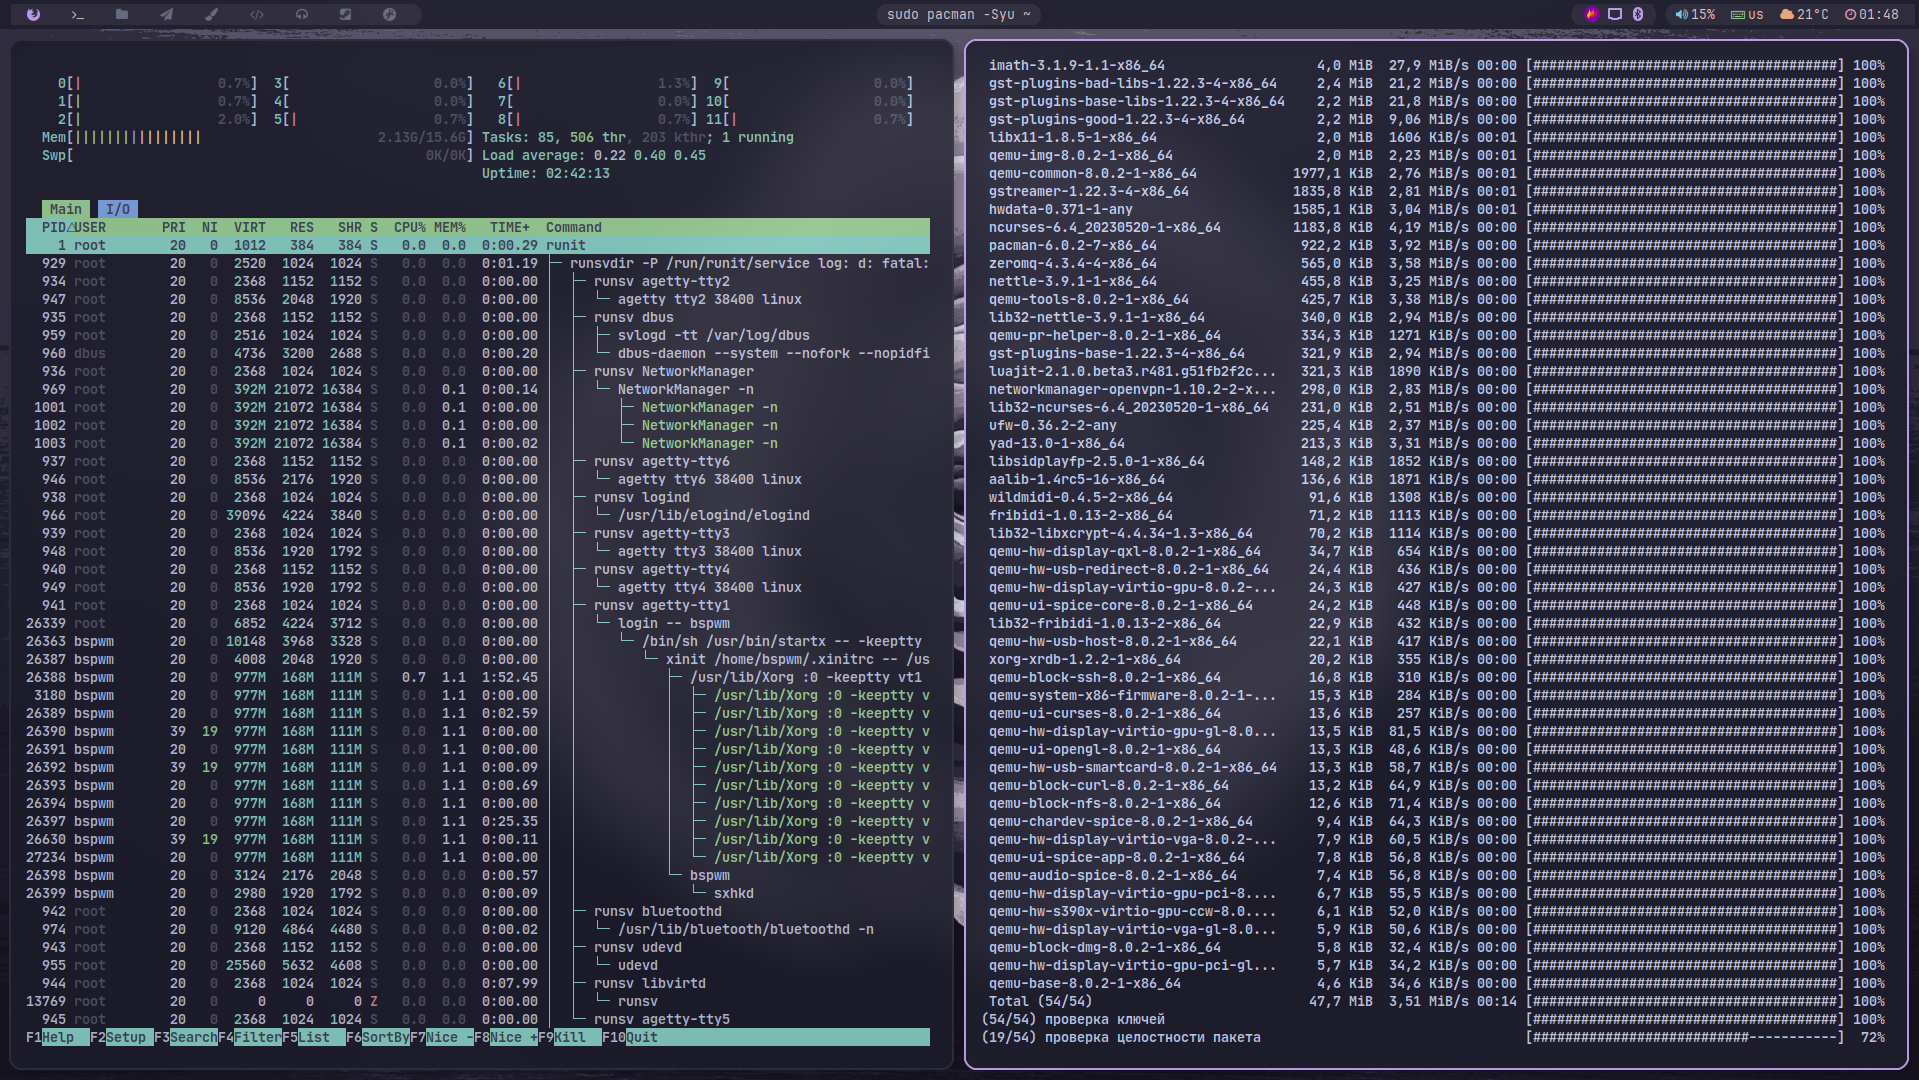 sudo pacman -Syu ~
15% us 21°C 01:48
0[| 0.7%] 3[ 0.0%] 6[| 1.3%] 9[ 0.0%]
1[| 0.7%] 4[ 0.0%] 7[ 0.0%] 10[ 0.0%]
2[| 2.0%] 5[| 0.7%] 8[| 0.7%] 11[| 0.7%]
Mem[|||||||||||||||| 2.13G/15.6G] Tasks: 85, 506 thr, 203 kthr; 1 running
Swp[ 0K/0K] Load average: 0.22 0.40 0.45
Uptime: 02:42:13
Main I/O
PID△USER PRI NI VIRT RES SHR S CPU% MEM% TIME+ Command
1 root 20 0 1012 384 384 S 0.0 0.0 0:00.29 runit
929 root 20 0 2520 1024 1024 S 0.0 0.0 0:01.19 runsvdir -P /run/runit/service log: d: fatal:
934 root 20 0 2368 1152 1152 S 0.0 0.0 0:00.00 runsv agetty-tty2
947 root 20 0 8536 2048 1920 S 0.0 0.0 0:00.00 agetty tty2 38400 linux
935 root 20 0 2368 1152 1152 S 0.0 0.0 0:00.00 runsv dbus
959 root 20 0 2516 1024 1024 S 0.0 0.0 0:00.00 svlogd -tt /var/log/dbus
960 dbus 20 0 4736 3200 2688 S 0.0 0.0 0:00.20 dbus-daemon --system --nofork --nopidfi
936 root 20 0 2368 1024 1024 S 0.0 0.0 0:00.00 runsv NetworkManager
969 root 20 0 392M 21072 16384 S 0.0 0.1 0:00.14 NetworkManager -n
1001 root 20 0 392M 21072 16384 S 0.0 0.1 0:00.00 NetworkManager -n
1002 root 20 0 392M 21072 16384 S 0.0 0.1 0:00.00 NetworkManager -n
1003 root 20 0 392M 21072 16384 S 0.0 0.1 0:00.02 NetworkManager -n
937 root 20 0 2368 1152 1152 S 0.0 0.0 0:00.00 runsv agetty-tty6
946 root 20 0 8536 2176 1920 S 0.0 0.0 0:00.00 agetty tty6 38400 linux
938 root 20 0 2368 1024 1024 S 0.0 0.0 0:00.00 runsv logind
966 root 20 0 39096 4224 3840 S 0.0 0.0 0:00.00 /usr/lib/elogind/elogind
939 root 20 0 2368 1024 1024 S 0.0 0.0 0:00.00 runsv agetty-tty3
948 root 20 0 8536 1920 1792 S 0.0 0.0 0:00.00 agetty tty3 38400 linux
940 root 20 0 2368 1152 1152 S 0.0 0.0 0:00.00 runsv agetty-tty4
949 root 20 0 8536 1920 1792 S 0.0 0.0 0:00.00 agetty tty4 38400 linux
941 root 20 0 2368 1024 1024 S 0.0 0.0 0:00.00 runsv agetty-tty1
26339 root 20 0 6852 4224 3712 S 0.0 0.0 0:00.00 login -- bspwm
26363 bspwm 20 0 10148 3968 3328 S 0.0 0.0 0:00.00 /bin/sh /usr/bin/startx -- -keeptty
26387 bspwm 20 0 4008 2048 1920 S 0.0 0.0 0:00.00 xinit /home/bspwm/.xinitrc -- /us
26388 bspwm 20 0 977M 168M 111M S 0.7 1.1 1:52.45 /usr/lib/Xorg :0 -keeptty vt1
3180 bspwm 20 0 977M 168M 111M S 0.0 1.1 0:00.00 /usr/lib/Xorg :0 -keeptty v
26389 bspwm 20 0 977M 168M 111M S 0.0 1.1 0:02.59 /usr/lib/Xorg :0 -keeptty v
26390 bspwm 39 19 977M 168M 111M S 0.0 1.1 0:00.00 /usr/lib/Xorg :0 -keeptty v
26391 bspwm 20 0 977M 168M 111M S 0.0 1.1 0:00.00 /usr/lib/Xorg :0 -keeptty v
26392 bspwm 39 19 977M 168M 111M S 0.0 1.1 0:00.09 /usr/lib/Xorg :0 -keeptty v
26393 bspwm 20 0 977M 168M 111M S 0.0 1.1 0:00.69 /usr/lib/Xorg :0 -keeptty v
26394 bspwm 20 0 977M 168M 111M S 0.0 1.1 0:00.00 /usr/lib/Xorg :0 -keeptty v
26397 bspwm 20 0 977M 168M 111M S 0.0 1.1 0:25.35 /usr/lib/Xorg :0 -keeptty v
26630 bspwm 39 19 977M 168M 111M S 0.0 1.1 0:00.11 /usr/lib/Xorg :0 -keeptty v
27234 bspwm 20 0 977M 168M 111M S 0.0 1.1 0:00.00 /usr/lib/Xorg :0 -keeptty v
26398 bspwm 20 0 3124 2176 2048 S 0.0 0.0 0:00.57 bspwm
26399 bspwm 20 0 2980 1920 1792 S 0.0 0.0 0:00.09 sxhkd
942 root 20 0 2368 1024 1024 S 0.0 0.0 0:00.00 runsv bluetoothd
974 root 20 0 9120 4864 4480 S 0.0 0.0 0:00.02 /usr/lib/bluetooth/bluetoothd -n
943 root 20 0 2368 1152 1152 S 0.0 0.0 0:00.00 runsv udevd
955 root 20 0 25560 5632 4608 S 0.0 0.0 0:00.00 udevd
944 root 20 0 2368 1024 1024 S 0.0 0.0 0:07.99 runsv libvirtd
13769 root 20 0 0 0 0 Z 0.0 0.0 0:00.00 runsv
945 root 20 0 2368 1024 1024 S 0.0 0.0 0:00.00 runsv agetty-tty5
F1Help F2Setup F3SearchF4FilterF5List F6SortByF7Nice -F8Nice +F9Kill F10Quit
imath-3.1.9-1.1-x86_64 4,0 MiB 27,9 MiB/s 00:00 [######################################] 100%
gst-plugins-bad-libs-1.22.3-4-x86_64 2,4 MiB 21,2 MiB/s 00:00 [######################################] 100%
gst-plugins-base-libs-1.22.3-4-x86_64 2,2 MiB 21,8 MiB/s 00:00 [######################################] 100%
gst-plugins-good-1.22.3-4-x86_64 2,2 MiB 9,06 MiB/s 00:00 [######################################] 100%
libx11-1.8.5-1-x86_64 2,0 MiB 1606 KiB/s 00:01 [######################################] 100%
qemu-img-8.0.2-1-x86_64 2,0 MiB 2,23 MiB/s 00:01 [######################################] 100%
qemu-common-8.0.2-1-x86_64 1977,1 KiB 2,76 MiB/s 00:01 [######################################] 100%
gstreamer-1.22.3-4-x86_64 1835,8 KiB 2,81 MiB/s 00:01 [######################################] 100%
hwdata-0.371-1-any 1585,1 KiB 3,04 MiB/s 00:01 [######################################] 100%
ncurses-6.4_20230520-1-x86_64 1183,8 KiB 4,19 MiB/s 00:00 [######################################] 100%
pacman-6.0.2-7-x86_64 922,2 KiB 3,92 MiB/s 00:00 [######################################] 100%
zeromq-4.3.4-4-x86_64 565,0 KiB 3,58 MiB/s 00:00 [######################################] 100%
nettle-3.9.1-1-x86_64 455,8 KiB 3,25 MiB/s 00:00 [######################################] 100%
qemu-tools-8.0.2-1-x86_64 425,7 KiB 3,38 MiB/s 00:00 [######################################] 100%
lib32-nettle-3.9.1-1-x86_64 340,0 KiB 2,94 MiB/s 00:00 [######################################] 100%
qemu-pr-helper-8.0.2-1-x86_64 334,3 KiB 1271 KiB/s 00:00 [######################################] 100%
gst-plugins-base-1.22.3-4-x86_64 321,9 KiB 2,94 MiB/s 00:00 [######################################] 100%
luajit-2.1.0.beta3.r481.g51fb2f2c... 321,3 KiB 1890 KiB/s 00:00 [######################################] 100%
networkmanager-openvpn-1.10.2-2-x... 298,0 KiB 2,83 MiB/s 00:00 [######################################] 100%
lib32-ncurses-6.4_20230520-1-x86_64 231,0 KiB 2,51 MiB/s 00:00 [######################################] 100%
ufw-0.36.2-2-any 225,4 KiB 2,37 MiB/s 00:00 [######################################] 100%
yad-13.0-1-x86_64 213,3 KiB 3,31 MiB/s 00:00 [######################################] 100%
libsidplayfp-2.5.0-1-x86_64 148,2 KiB 1852 KiB/s 00:00 [######################################] 100%
aalib-1.4rc5-16-x86_64 136,6 KiB 1871 KiB/s 00:00 [######################################] 100%
wildmidi-0.4.5-2-x86_64 91,6 KiB 1308 KiB/s 00:00 [######################################] 100%
fribidi-1.0.13-2-x86_64 71,2 KiB 1113 KiB/s 00:00 [######################################] 100%
lib32-libxcrypt-4.4.34-1.3-x86_64 70,2 KiB 1114 KiB/s 00:00 [######################################] 100%
qemu-hw-display-qxl-8.0.2-1-x86_64 34,7 KiB 654 KiB/s 00:00 [######################################] 100%
qemu-hw-usb-redirect-8.0.2-1-x86_64 24,4 KiB 436 KiB/s 00:00 [######################################] 100%
qemu-hw-display-virtio-gpu-8.0.2-... 24,3 KiB 427 KiB/s 00:00 [######################################] 100%
qemu-ui-spice-core-8.0.2-1-x86_64 24,2 KiB 448 KiB/s 00:00 [######################################] 100%
lib32-fribidi-1.0.13-2-x86_64 22,9 KiB 432 KiB/s 00:00 [######################################] 100%
qemu-hw-usb-host-8.0.2-1-x86_64 22,1 KiB 417 KiB/s 00:00 [######################################] 100%
xorg-xrdb-1.2.2-1-x86_64 20,2 KiB 355 KiB/s 00:00 [######################################] 100%
qemu-block-ssh-8.0.2-1-x86_64 16,8 KiB 310 KiB/s 00:00 [######################################] 100%
qemu-system-x86-firmware-8.0.2-1-... 15,3 KiB 284 KiB/s 00:00 [######################################] 100%
qemu-ui-curses-8.0.2-1-x86_64 13,6 KiB 257 KiB/s 00:00 [######################################] 100%
qemu-hw-display-virtio-gpu-gl-8.0... 13,5 KiB 81,5 KiB/s 00:00 [######################################] 100%
qemu-ui-opengl-8.0.2-1-x86_64 13,3 KiB 48,6 KiB/s 00:00 [######################################] 100%
qemu-hw-usb-smartcard-8.0.2-1-x86_64 13,3 KiB 58,7 KiB/s 00:00 [######################################] 100%
qemu-block-curl-8.0.2-1-x86_64 13,2 KiB 64,9 KiB/s 00:00 [######################################] 100%
qemu-block-nfs-8.0.2-1-x86_64 12,6 KiB 71,4 KiB/s 00:00 [######################################] 100%
qemu-chardev-spice-8.0.2-1-x86_64 9,4 KiB 64,3 KiB/s 00:00 [######################################] 100%
qemu-hw-display-virtio-vga-8.0.2-... 7,9 KiB 60,5 KiB/s 00:00 [######################################] 100%
qemu-ui-spice-app-8.0.2-1-x86_64 7,8 KiB 56,8 KiB/s 00:00 [######################################] 100%
qemu-audio-spice-8.0.2-1-x86_64 7,4 KiB 56,8 KiB/s 00:00 [######################################] 100%
qemu-hw-display-virtio-gpu-pci-8.... 6,7 KiB 55,5 KiB/s 00:00 [######################################] 100%
qemu-hw-s390x-virtio-gpu-ccw-8.0.... 6,1 KiB 52,0 KiB/s 00:00 [######################################] 100%
qemu-hw-display-virtio-vga-gl-8.0... 5,9 KiB 50,6 KiB/s 00:00 [######################################] 100%
qemu-block-dmg-8.0.2-1-x86_64 5,8 KiB 32,4 KiB/s 00:00 [######################################] 100%
qemu-hw-display-virtio-gpu-pci-gl... 5,7 KiB 34,2 KiB/s 00:00 [######################################] 100%
qemu-base-8.0.2-1-x86_64 4,6 KiB 34,6 KiB/s 00:00 [######################################] 100%
Total (54/54) 47,7 MiB 3,51 MiB/s 00:14 [######################################] 100%
(54/54) проверка ключей [######################################] 100%
(19/54) проверка целостности пакета [###########################-----------] 72%